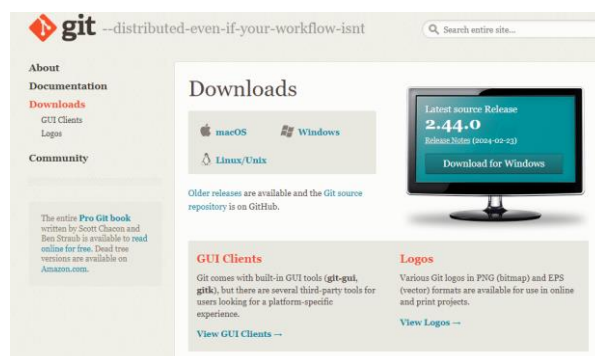 git --distributed-even-if-your-workflow-isnt
Search entire site...
About
Documentation
Downloads
GUI Clients
Logos
Community
The entire Pro Git book
written by Scott Chacon and
Ben Straub is available to read
online for free. Dead tree
versions are available on
Amazon.com.
Downloads
macOS
Windows
Linux/Unix
Older releases are available and the Git source
repository is on GitHub.
Latest source Release
2.44.0
Release Notes (2024-02-23)
Download for Windows
GUI Clients
Git comes with built-in GUI tools (git-gui,
gitk), but there are several third-party tools for
users looking for a platform-specific
experience.
View GUI Clients →
Logos
Various Git logos in PNG (bitmap) and EPS
(vector) formats are available for use in online
and print projects.
View Logos →